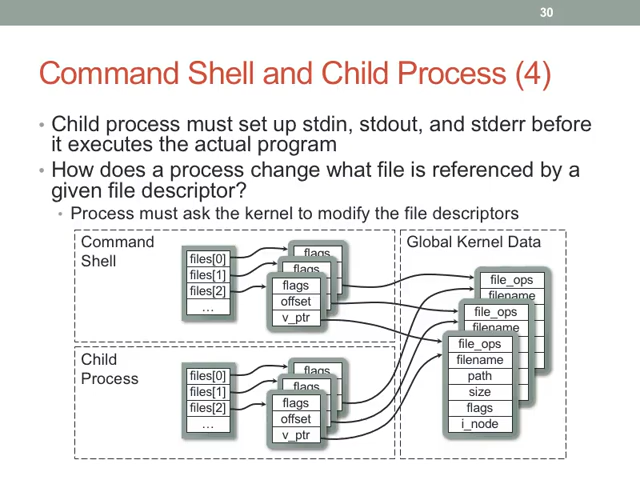 30
Command Shell and Child Process (4)
• Child process must set up stdin, stdout, and stderr before
it executes the actual program
• How does a process change what file is referenced by a
given file descriptor?
• Process must ask the kernel to modify the file descriptors
Command
Shell
files[0]
files[1]
files[2]
…
flags
flags
flags
offset
v_ptr
Global Kernel Data
file_ops
filename
file_ops
filename
file_ops
filename
path
size
flags
i_node
Child
Process
files[0]
files[1]
files[2]
…
flags
flags
flags
offset
v_ptr